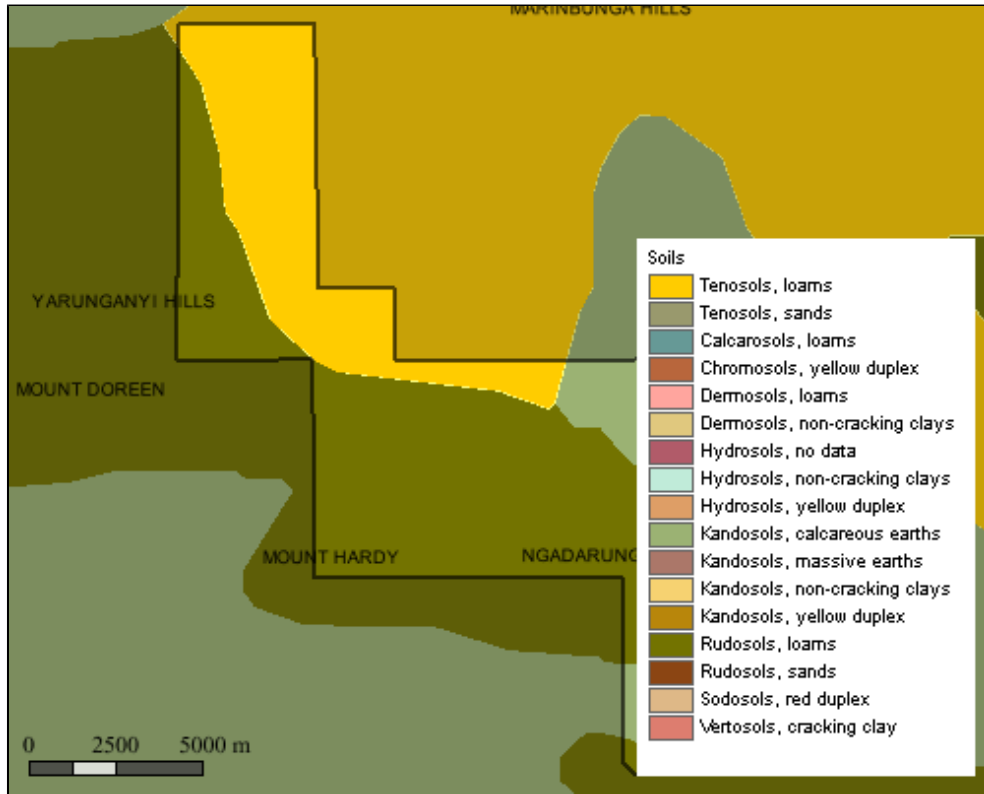 MARINBUNGA HILLS
YARUNGANYI HILLS
MOUNT DOREEN
MOUNT HARDY
NGADARUNG
Soils
Tenosols, loams
Tenosols, sands
Calcarosols, loams
Chromosols, yellow duplex
Dermosols, loams
Dermosols, non-cracking clays
Hydrosols, no data
Hydrosols, non-cracking clays
Hydrosols, yellow duplex
Kandosols, calcareous earths
Kandosols, massive earths
Kandosols, non-cracking clays
Kandosols, yellow duplex
Rudosols, loams
Rudosols, sands
Sodosols, red duplex
Vertosols, cracking clay
0 2500 5000 m